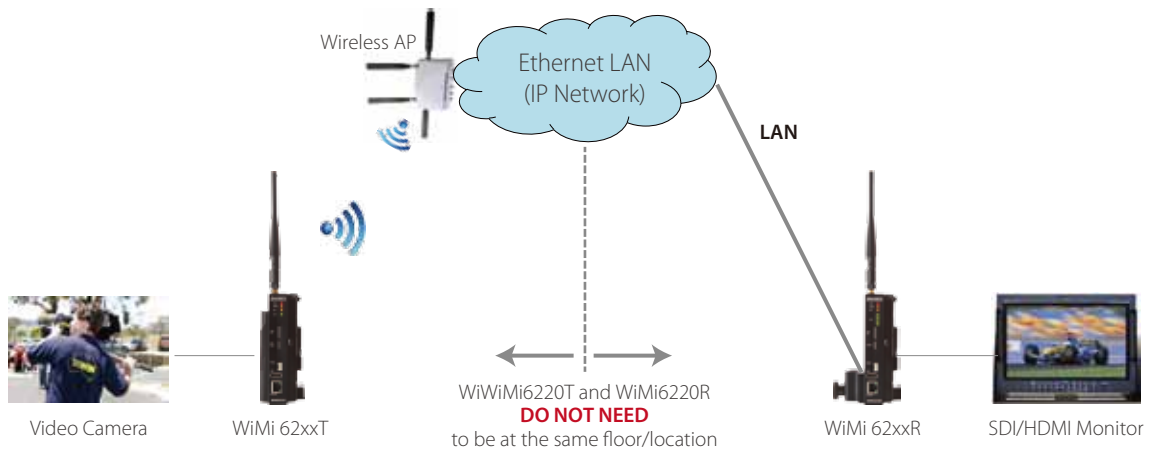 Wireless AP
Ethernet LAN
(IP Network)
LAN
WiWiMi6220T and WiMi6220R
DO NOT NEED
to be at the same floor/location
Video Camera
WiMi 62xxT
WiMi 62xxR
SDI/HDMI Monitor